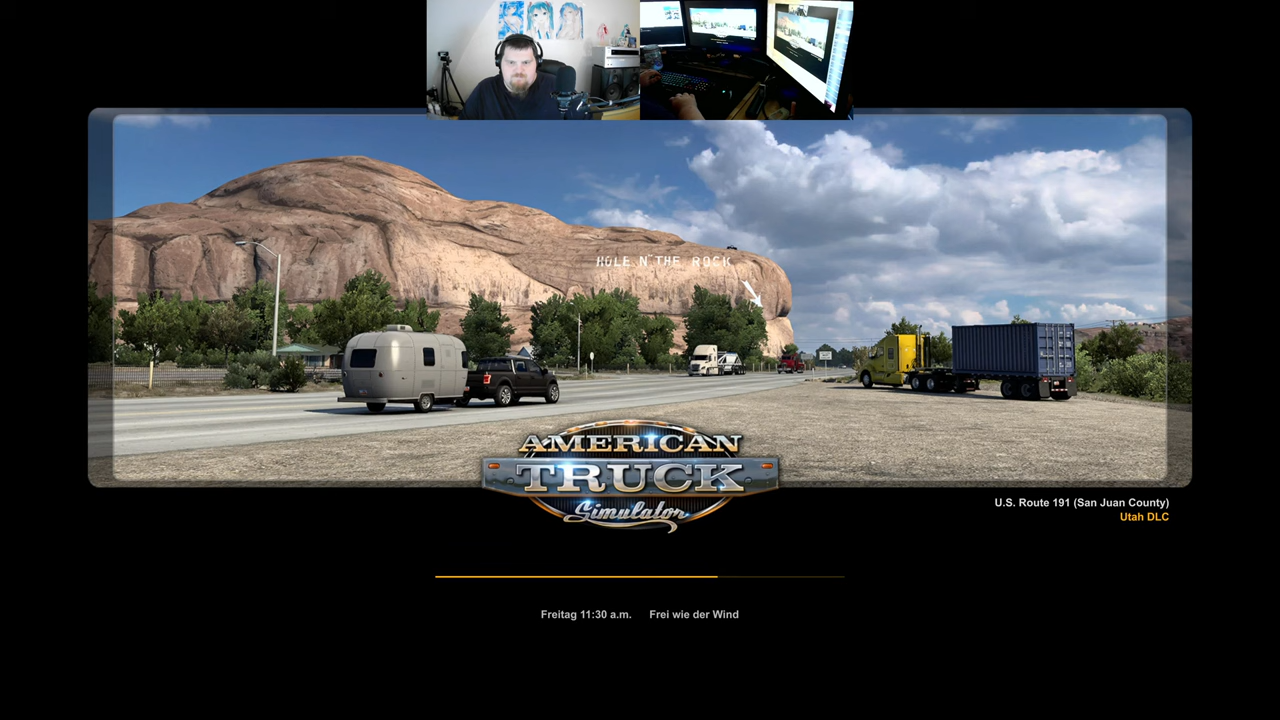 HOLE N" THE ROCK
AMERICAN
TRUCK
Simulator
U.S. Route 191 (San Juan County)
Utah DLC
Freitag 11:30 a.m. Frei wie der Wind